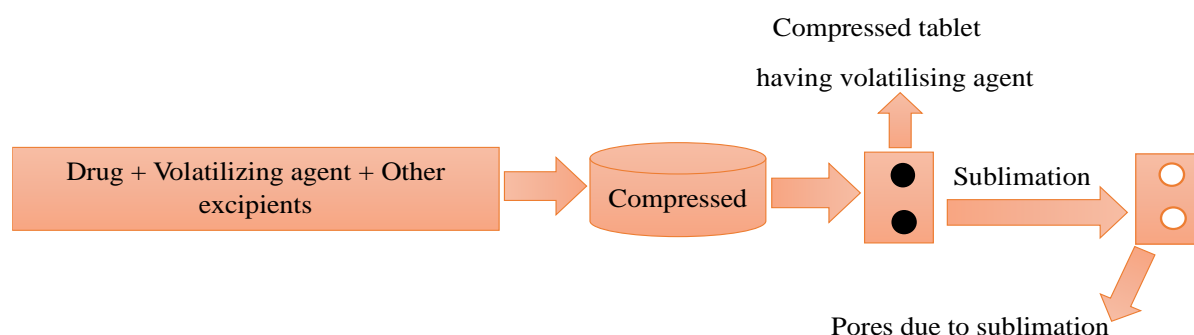 Compressed tablet
having volatilising agent
Drug + Volatilizing agent + Other
excipients
Compressed
Sublimation
Pores due to sublimation